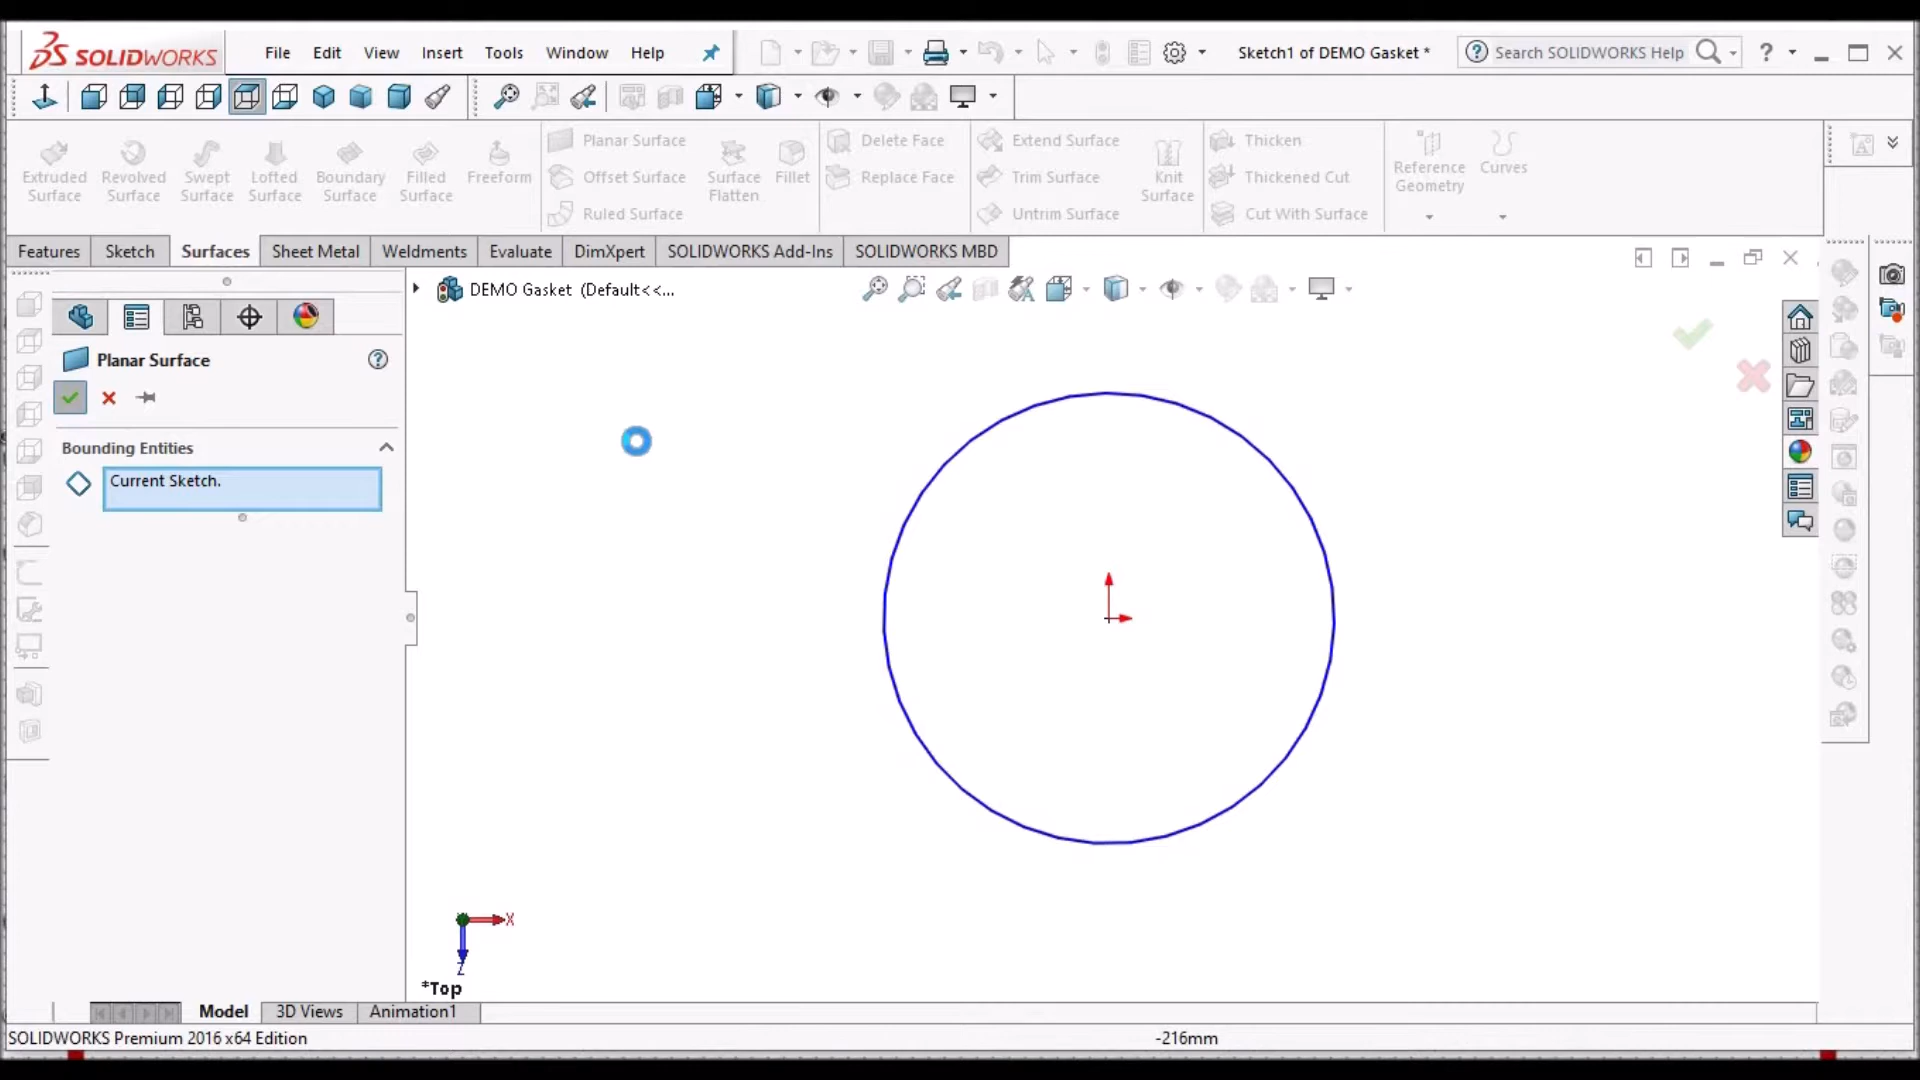 SOLIDWORKS File Edit View Insert Tools Window Help Sketch1 of DEMO Gasket * Search SOLIDWORKS Help ?
Extruded Surface
Revolved Surface
Swept Surface
Lofted Surface
Boundary Surface
Filled Surface
Freeform
Planar Surface
Offset Surface
Ruled Surface
Surface Flatten
Fillet
Delete Face
Replace Face
Extend Surface
Trim Surface
Untrim Surface
Knit Surface
Thicken
Thickened Cut
Cut With Surface
Reference Geometry
Curves
Features Sketch Surfaces Sheet Metal Weldments Evaluate DimXpert SOLIDWORKS Add-Ins SOLIDWORKS MBD
DEMO Gasket (Default<<...
Planar Surface
Bounding Entities
Current Sketch.
X
Z
*Top
Model 3D Views Animation1
SOLIDWORKS Premium 2016 x64 Edition -216mm